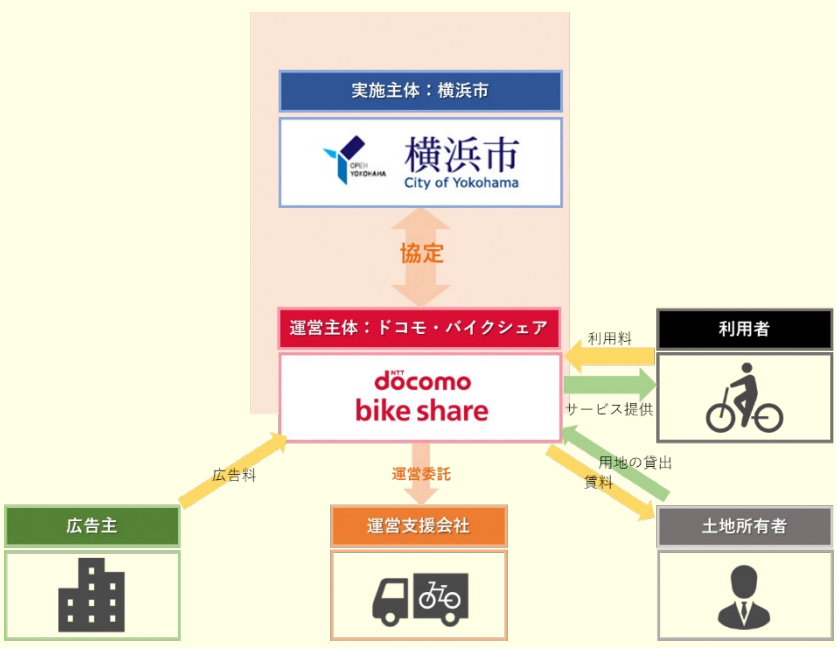 実施主体：横浜市
OPEN
YOKOHAMA
横浜市
City of Yokohama
協定
運営主体：ドコモ・バイクシェア
NTT
döcomo
bike share
利用料
サービス提供
利用者
広告料
運営委託
用地の貸出
賃料
広告主
運営支援会社
土地所有者